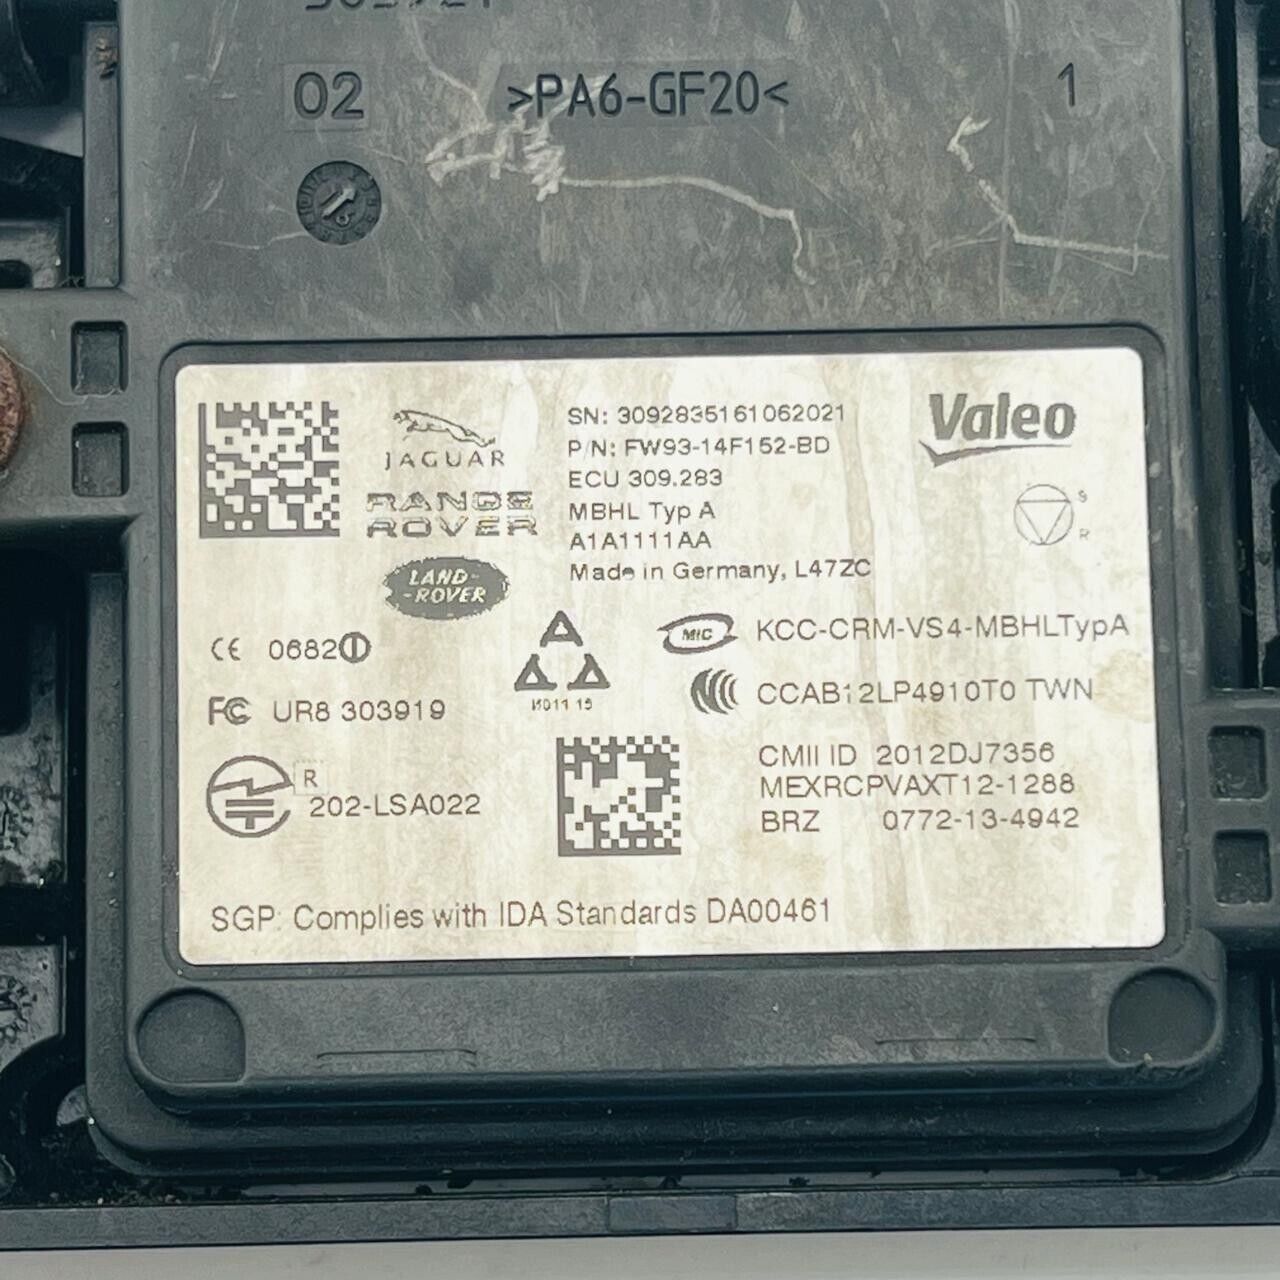 02 >PA6-GF20< 1
JAGUAR
RANGE
ROVER
LAND-
-ROVER
SN: 3092835161062021
P/N: FW93-14F152-BD
ECU 309.283
MBHL Typ A
A1A1111AA
Made in Germany, L47ZC
Valeo
S
R
CE 0682
FC UR8 303919
R
202-LSA022
MIC KCC-CRM-VS4-MBHLTypA
CCAB12LP4910T0 TWN
CMII ID 2012DJ7356
MEXRCPVAXT12-1288
BRZ 0772-13-4942
SGP: Complies with IDA Standards DA00461